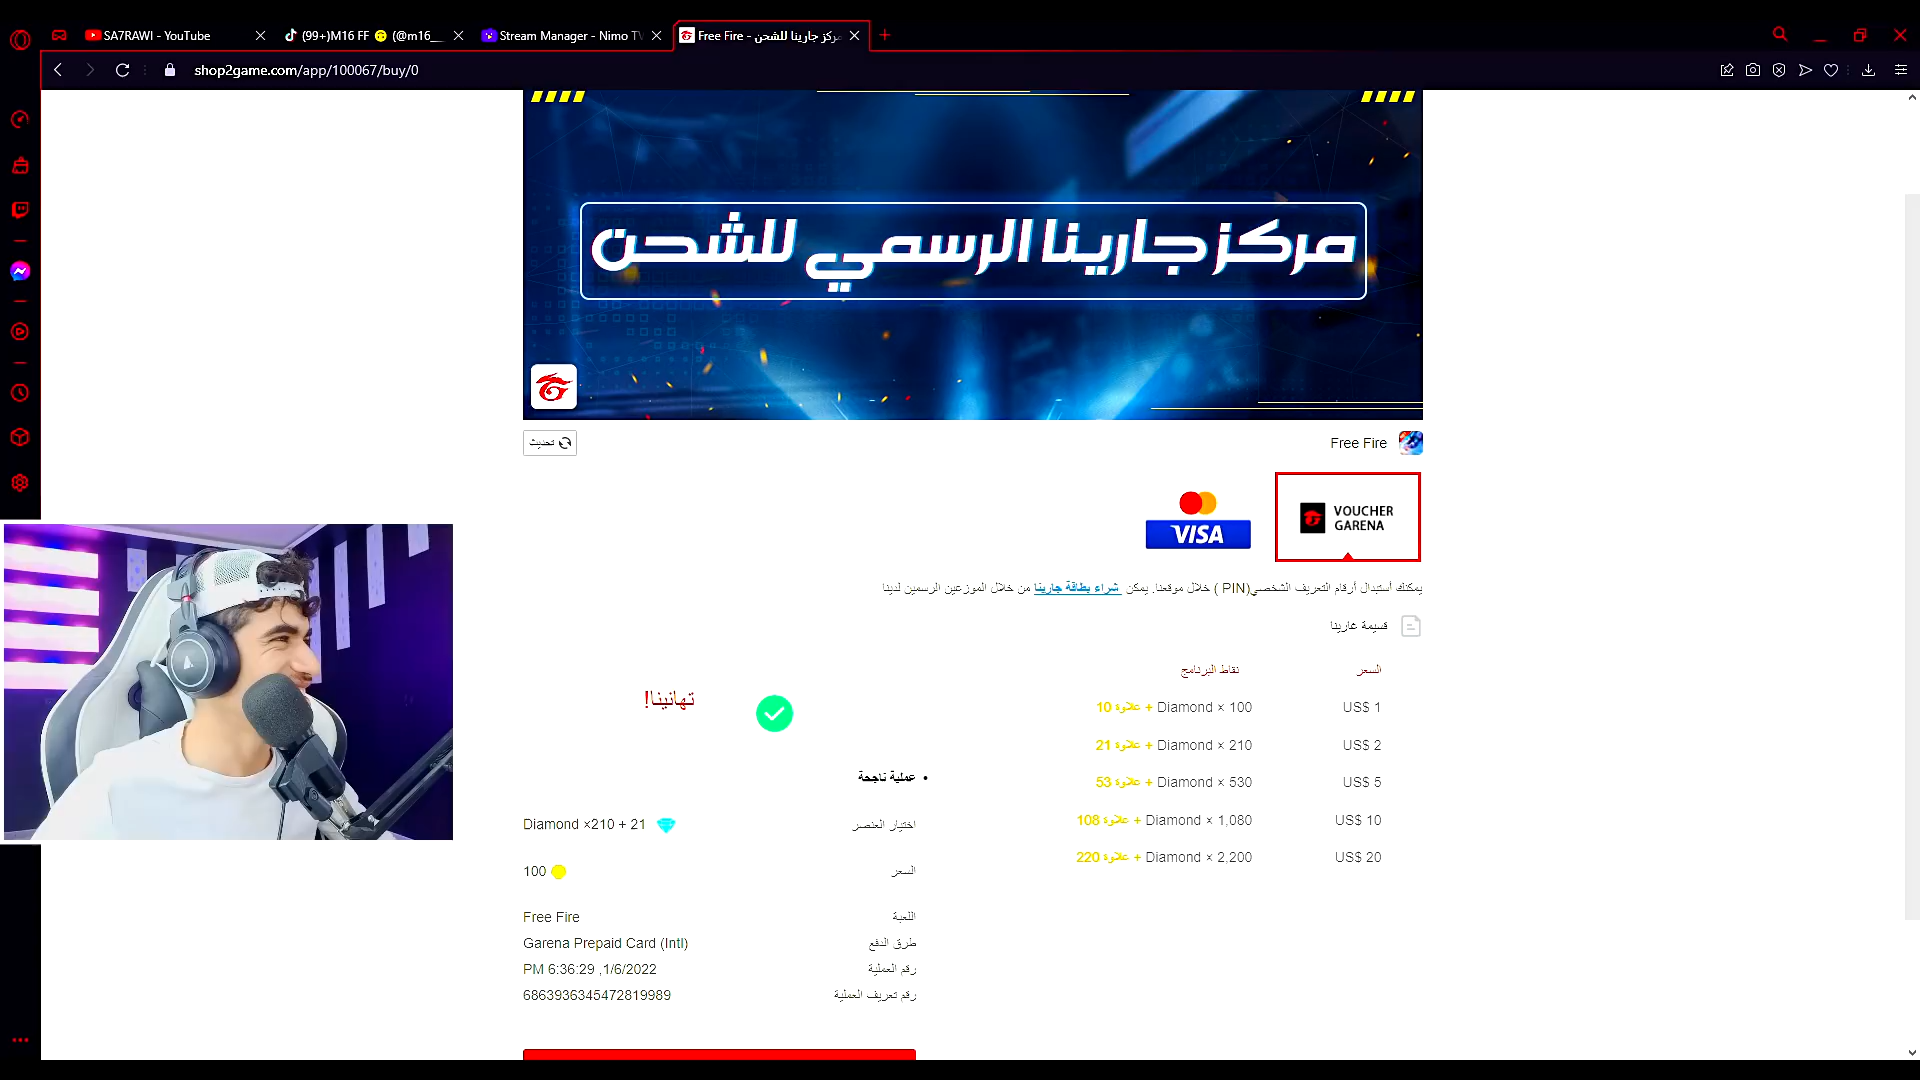 SA7RAWI - YouTube
(99+)M16 FF 🙂 (@m16__
Stream Manager - Nimo TV
Free Fire - مركز جارينا للشحن
shop2game.com/app/100067/buy/0
مركز جارينا الرسمي للشحن
Free Fire
تحديث
VOUCHER
GARENA
VISA
يمكنك أستبدال أرقام التعريف الشخصي(PIN ) خلال موقعنا. يمكن شراء بطاقة جارينا من خلال الموزعين الرسمين لدينا
قسيمة غارينا
السعر نقاط البرنامج
US$ 1 Diamond × 100 + علاوة 10
US$ 2 Diamond × 210 + علاوة 21
US$ 5 Diamond × 530 + علاوة 53
US$ 10 Diamond × 1,080 + علاوة 108
US$ 20 Diamond × 2,200 + علاوة 220
تهانينا!
• عملية ناجحة
اختيار العنصر Diamond ×210 + 21
السعر 100
اللعبة Free Fire
طرق الدفع Garena Prepaid Card (Intl)
رقم العملية PM 6:36:29 ,1/6/2022
رقم تعريف العملية 6863936345472819989